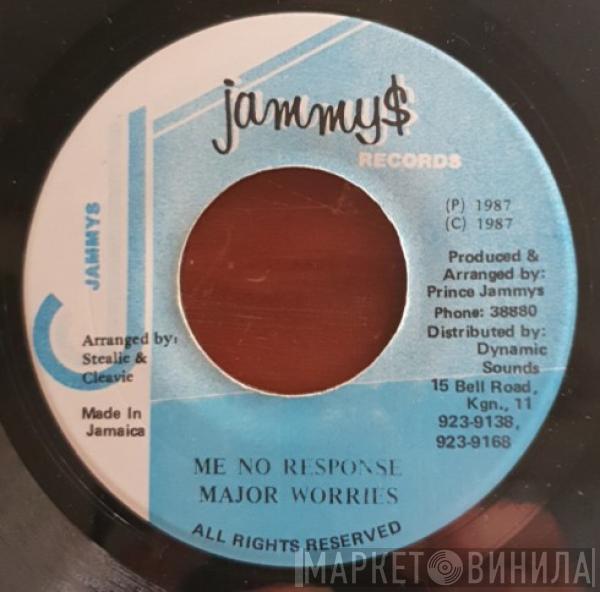 jammy$
RECORDS
JAMMYS
(P) 1987
(C) 1987
Produced &
Arranged by:
Prince Jammys
Phone: 38880
Distributed by:
Dynamic
Sounds
15 Bell Road,
Kgn., 11
923-9138,
923-9168
Arranged by:
Stealie &
Cleavie
Made In
Jamaica
ME NO RESPONSE
MAJOR WORRIES
ALL RIGHTS RESERVED
МАРКЕТ ВИНИЛА